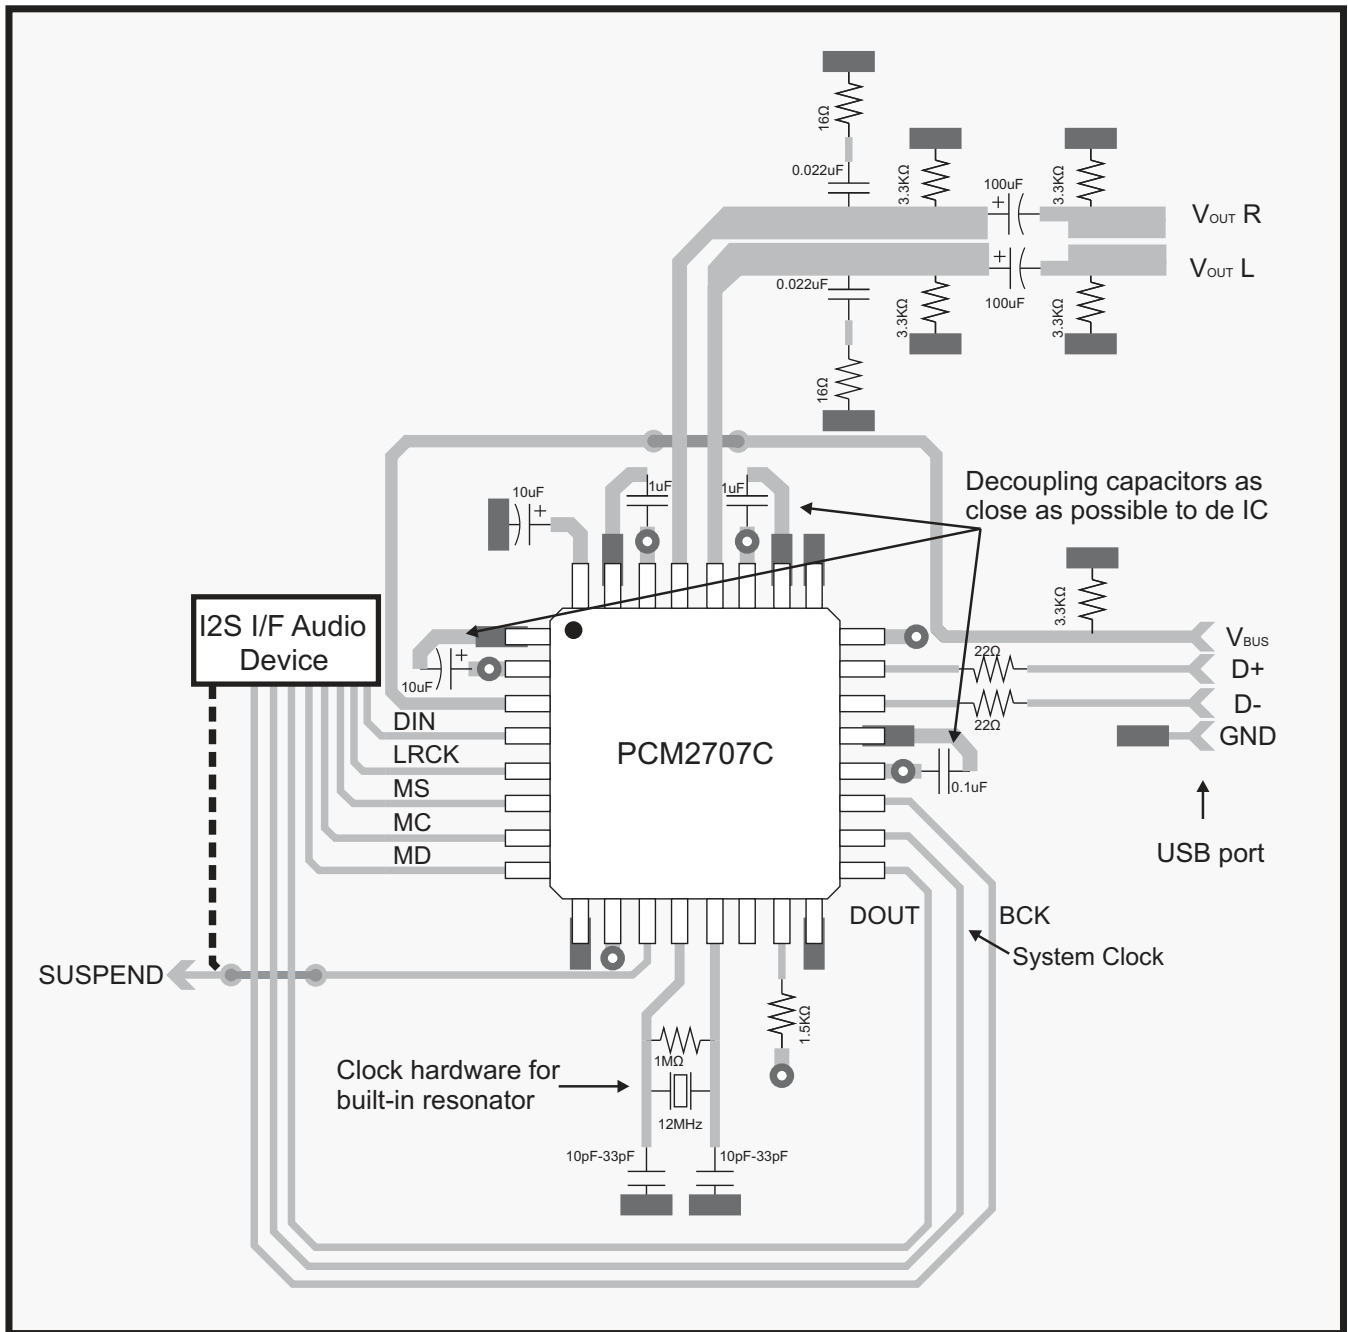 16Ω
0.022uF
3.3KΩ
100uF
3.3KΩ
VOUT R
VOUT L
0.022uF
3.3KΩ
100uF
3.3KΩ
16Ω
10uF
1uF
1uF
Decoupling capacitors as
close as possible to de IC
3.3KΩ
I2S I/F Audio
Device
VBUS
22Ω
D+
10uF
D-
22Ω
DIN
GND
LRCK
PCM2707C
MS
0.1uF
MC
MD
USB port
DOUT
BCK
System Clock
SUSPEND
1.5KΩ
1MΩ
Clock hardware for
built-in resonator
12MHz
10pF-33pF
10pF-33pF